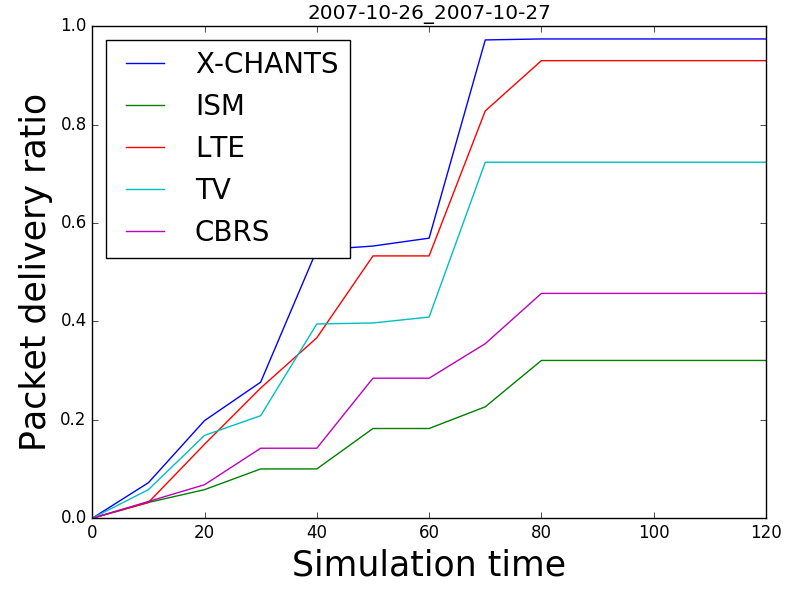 2007-10-26_2007-10-27
1.0
0.8
0.6
0.4
0.2
0.0
Packet delivery ratio
X-CHANTS
ISM
LTE
TV
CBRS
0 20 40 60 80 100 120
Simulation time